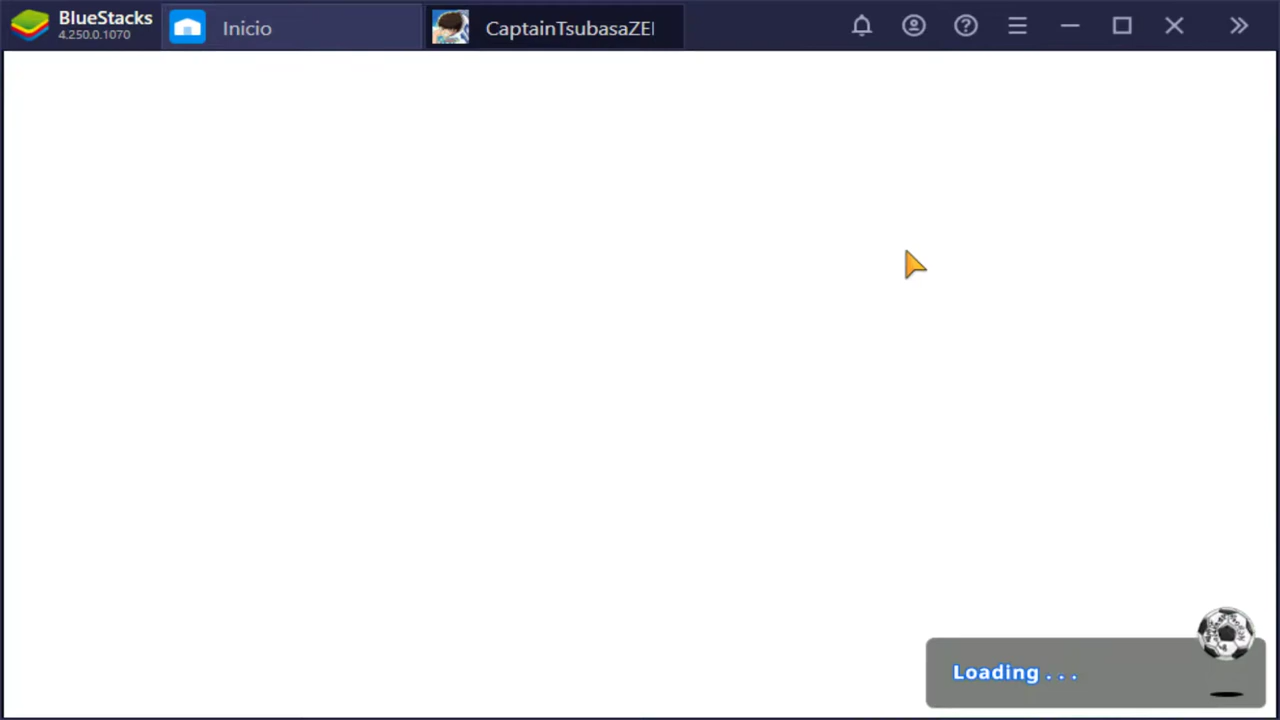 BlueStacks
4.250.0.1070
Inicio
CaptainTsubasaZE
Loading . . .